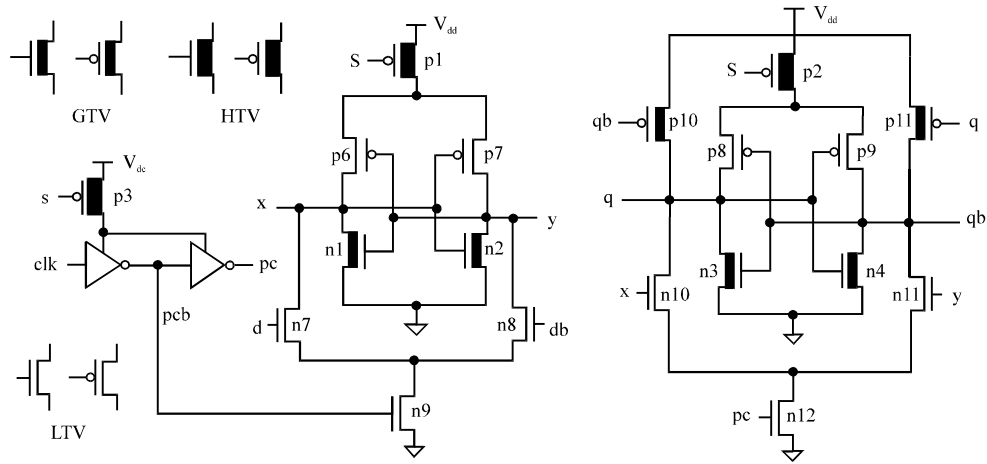 GTV
HTV
V_dd
S
p1
p6
p7
x
y
n1
n2
d
n7
n8
db
n9
V_dc
s
p3
clk
pc
pcb
LTV
V_dd
S
p2
qb
p10
p11
q
p8
p9
q
qb
n3
n4
x
n10
n11
y
pc
n12